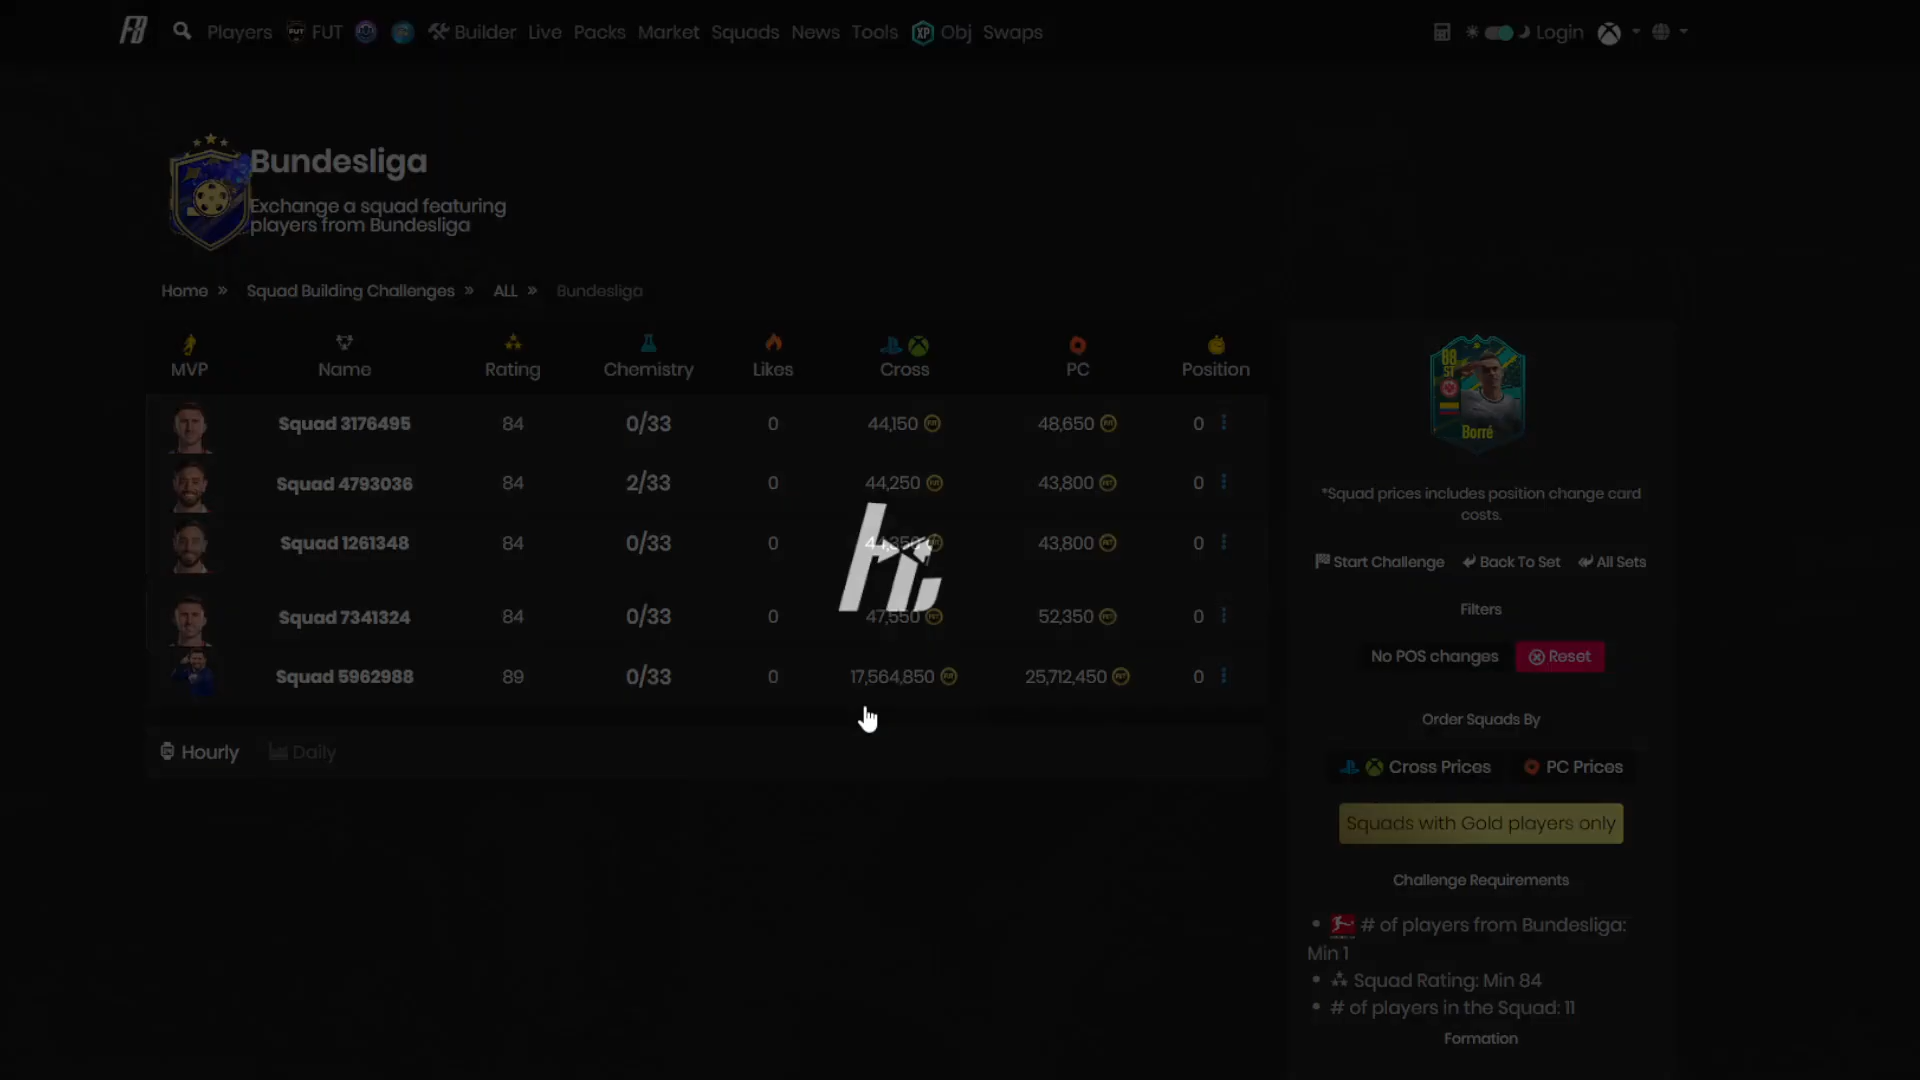 Players FUT Builder Live Packs Market Squads News Tools XP Obj Swaps Login
Bundesliga
Exchange a squad featuring
players from Bundesliga
Home » Squad Building Challenges » ALL » Bundesliga
MVP Name Rating Chemistry Likes Cross PC Position
Squad 3176495 84 0/33 0 44,150 48,650 0
Squad 4793036 84 2/33 0 44,250 43,800 0
Squad 1261348 84 0/33 0 44,350 43,800 0
Squad 7341324 84 0/33 0 47,550 52,350 0
Squad 5962988 89 0/33 0 17,564,850 25,712,450 0
Hourly Daily
88
ST
Borré
*Squad prices includes position change card
costs.
Start Challenge Back To Set All Sets
Filters
No POS changes Reset
Order Squads By
Cross Prices PC Prices
Squads with Gold players only
Challenge Requirements
• # of players from Bundesliga:
Min 1
• Squad Rating: Min 84
• # of players in the Squad: 11
Formation